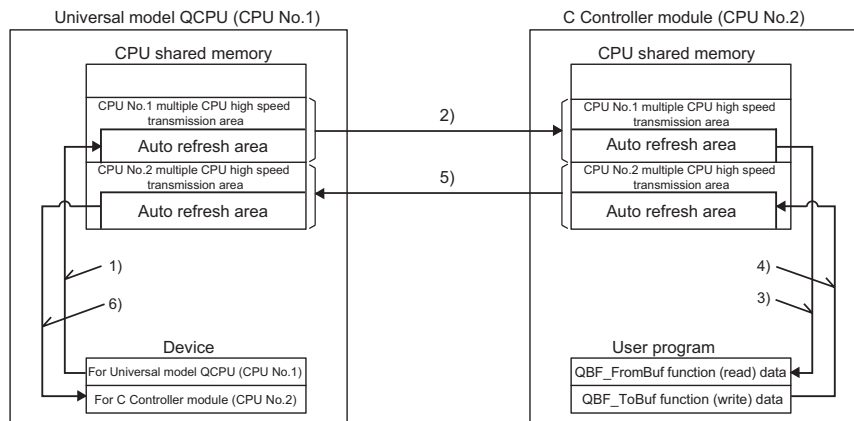 Universal model QCPU (CPU No.1)
C Controller module (CPU No.2)
CPU shared memory
CPU No.1 multiple CPU high speed
transmission area
Auto refresh area
CPU No.2 multiple CPU high speed
transmission area
Auto refresh area
2)
5)
CPU shared memory
CPU No.1 multiple CPU high speed
transmission area
Auto refresh area
CPU No.2 multiple CPU high speed
transmission area
Auto refresh area
1)
6)
4)
3)
Device
For Universal model QCPU (CPU No.1)
For C Controller module (CPU No.2)
User program
QBF_FromBuf function (read) data
QBF_ToBuf function (write) data